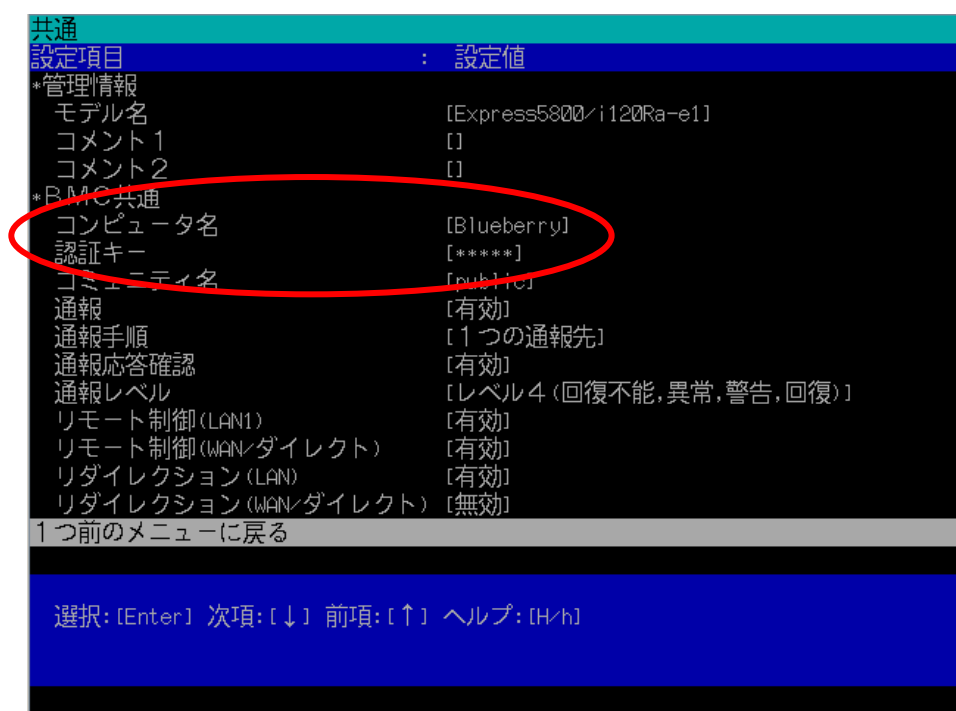 共通
設定項目 : 設定値
*管理情報
モデル名 [Express5800/i120Ra-e1]
コメント1 []
コメント2 []
*BMC共通
コンピュータ名 [Blueberry]
認証キー [*****]
コミュニティ名 [public]
通報 [有効]
通報手順 [1つの通報先]
通報応答確認 [有効]
通報レベル [レベル4(回復不能,異常,警告,回復)]
リモート制御(LAN1) [有効]
リモート制御(WAN/ダイレクト) [有効]
リダイレクション(LAN) [有効]
リダイレクション(WAN/ダイレクト) [無効]
1つ前のメニューに戻る
選択:[Enter] 次項:[↓] 前項:[↑] ヘルプ:[H/h]